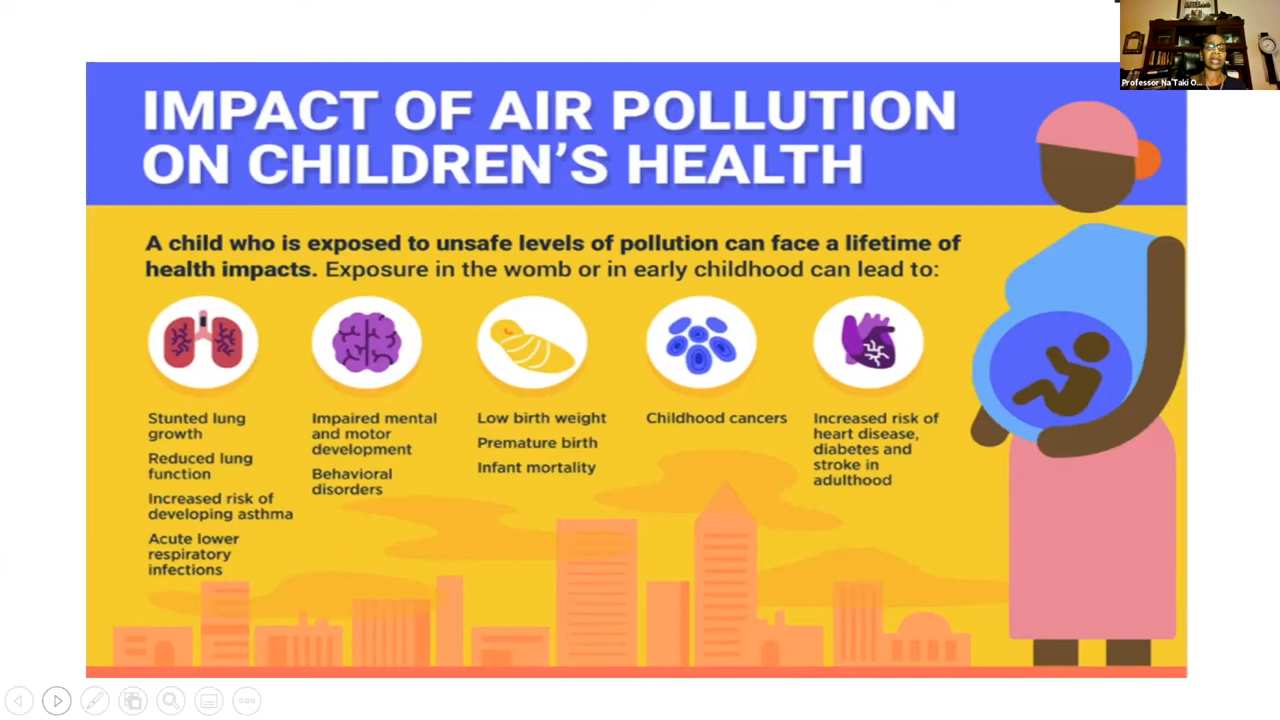 Professor Na'Taki O...
IMPACT OF AIR POLLUTION
ON CHILDREN'S HEALTH
A child who is exposed to unsafe levels of pollution can face a lifetime of
health impacts. Exposure in the womb or in early childhood can lead to:
Stunted lung
growth
Reduced lung
function
Increased risk of
developing asthma
Acute lower
respiratory
infections
Impaired mental
and motor
development
Behavioral
disorders
Low birth weight
Premature birth
Infant mortality
Childhood cancers
Increased risk of
heart disease,
diabetes and
stroke in
adulthood